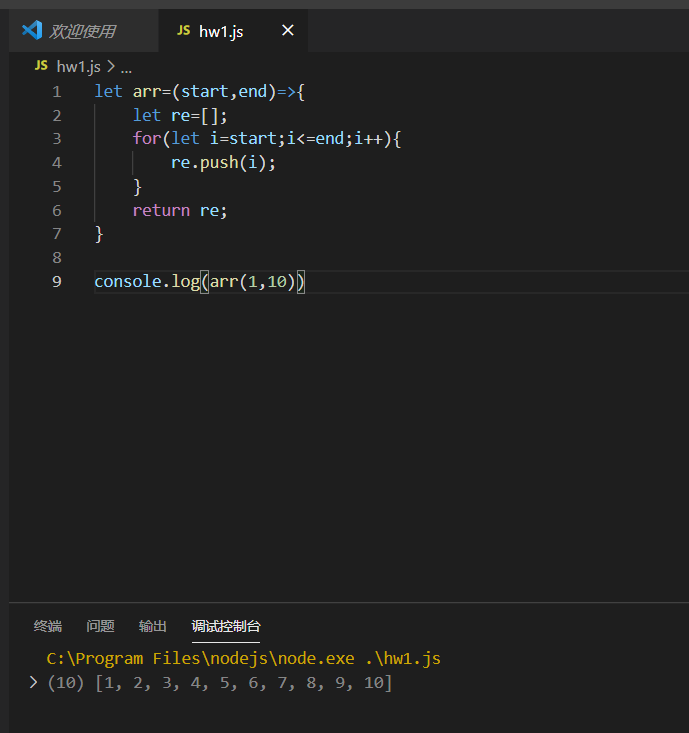 欢迎使用 JS hw1.js ×
JS hw1.js > ...
1 let arr=(start,end)=>{
2 let re=[];
3 for(let i=start;i<=end;i++){
4 re.push(i);
5 }
6 return re;
7 }
8
9 console.log(arr(1,10))
终端 问题 输出 调试控制台
C:\Program Files\nodejs\node.exe .\hw1.js
> (10) [1, 2, 3, 4, 5, 6, 7, 8, 9, 10]